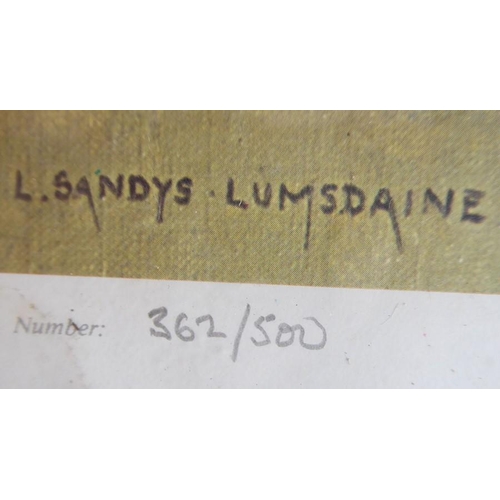 L. SANDYS · LUMSDAINE
Number: 362/500